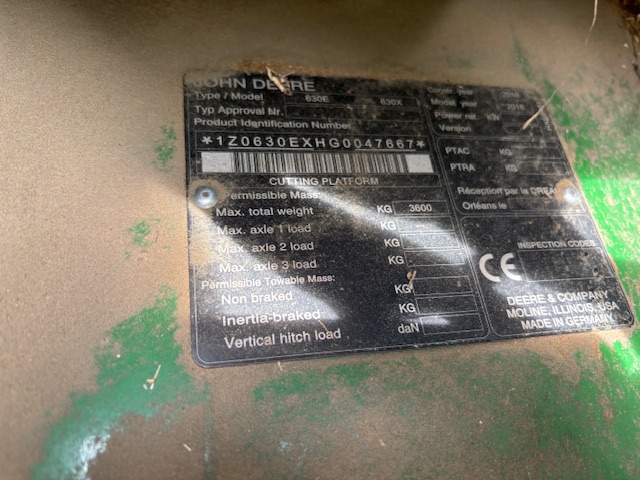 JOHN DEERE
Type / Model 630E 630X
Typ Approval Nr.
Product Identification Number
*1Z0630EXHG0047667*
CUTTING PLATFORM
Permissible Mass:
Max. total weight KG 3600
Max. axle 1 load KG
Max. axle 2 load KG
Max. axle 3 load KG
Permissible Towable Mass:
Non braked KG
Inertia-braked KG
Vertical hitch load daN
Constr. year
Model year
Power rat. KW
Version
PTAC KG
PTRA KG
Réception par la DREAL
Orléans le
INSPECTION CODES
CE
DEERE & COMPANY
MOLINE, ILLINOIS, USA
MADE IN GERMANY